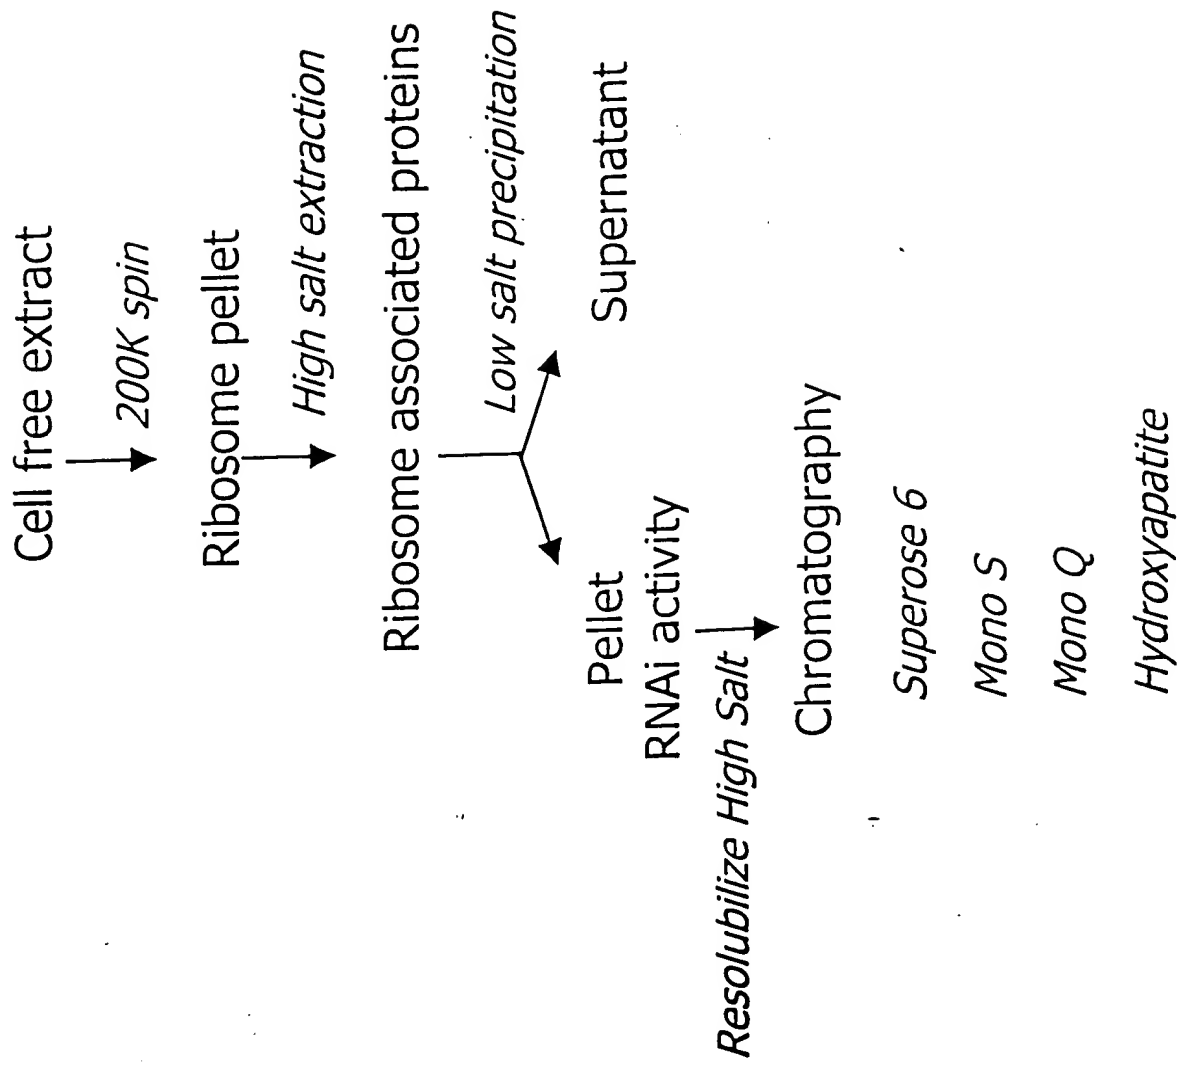 Cell free extract
200K spin
Ribosome pellet
High salt extraction
Ribosome associated proteins
Low salt precipitation
Pellet
RNAi activity
Supernatant
Resolubilize High Salt
Chromatography
Superose 6
Mono S
Mono Q
Hydroxyapatite